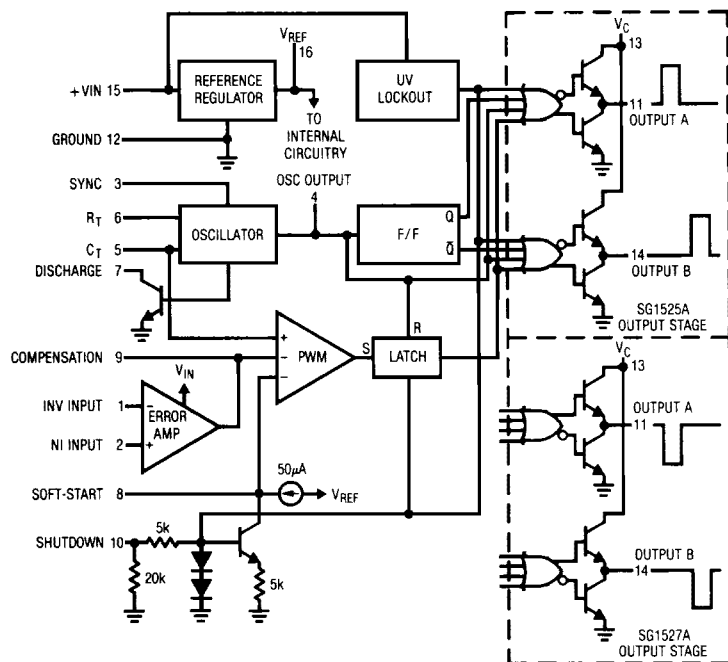 V_REF
16
V_C
13
+VIN 15
REFERENCE
REGULATOR
UV
LOCKOUT
11
OUTPUT A
GROUND 12
TO
INTERNAL
CIRCUITRY
SYNC 3
OSC OUTPUT
4
R_T 6
OSCILLATOR
F/F
Q
Q̅
C_T 5
14
OUTPUT B
DISCHARGE 7
SG1525A
OUTPUT STAGE
R
V_C
13
+
COMPENSATION 9
−
PWM
S
LATCH
−
V_IN
OUTPUT A
11
INV INPUT 1
−
ERROR
AMP
NI INPUT 2
+
50µA
SOFT-START 8
V_REF
SHUTDOWN 10
5k
OUTPUT B
14
20k
5k
SG1527A
OUTPUT STAGE